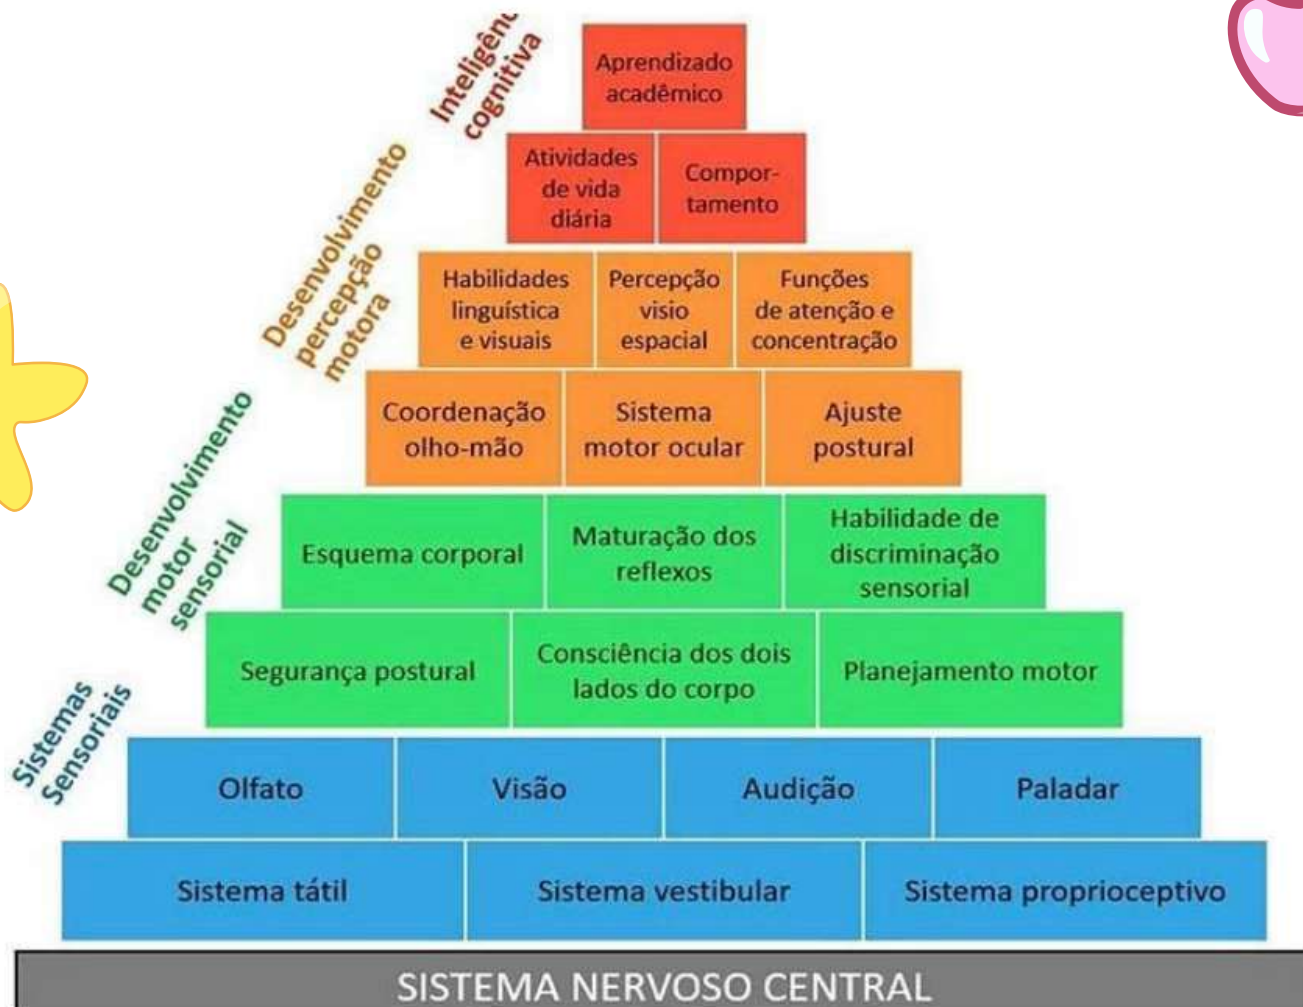 Inteligênc
cognitiva
Aprendizado
acadêmico
Atividades
de vida
diária
Compor-
tamento
Desenvolvimento
percepção
motora
Habilidades
linguística
e visuais
Percepção
visio
espacial
Funções
de atenção e
concentração
Coordenação
olho-mão
Sistema
motor ocular
Ajuste
postural
Desenvolvimento
motor
sensorial
Esquema corporal
Maturação dos
reflexos
Habilidade de
discriminação
sensorial
Segurança postural
Consciência dos dois
lados do corpo
Planejamento motor
Sistemas
Sensoriais
Olfato
Visão
Audição
Paladar
Sistema tátil
Sistema vestibular
Sistema proprioceptivo
SISTEMA NERVOSO CENTRAL